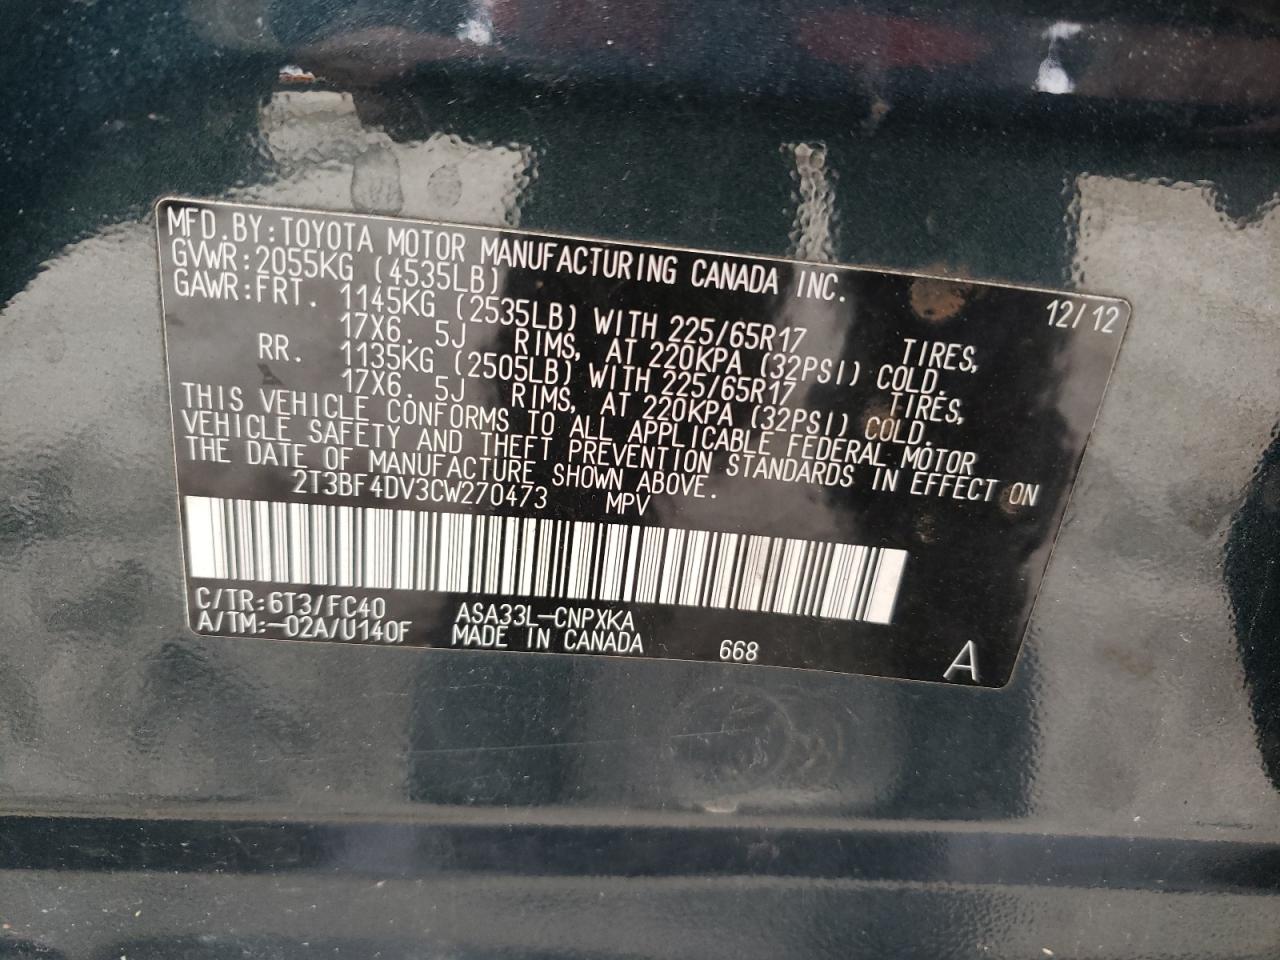 MFD.BY:TOYOTA MOTOR MANUFACTURING CANADA INC.
GVWR:2055KG (4535LB) 12/12
GAWR:FRT. 1145KG (2535LB) WITH 225/65R17 TIRES,
17X6. 5J RIMS, AT 220KPA (32PSI) COLD.
RR. 1135KG (2505LB) WITH 225/65R17 TIRES,
17X6. 5J RIMS, AT 220KPA (32PSI) COLD.
THIS VEHICLE CONFORMS TO ALL APPLICABLE FEDERAL MOTOR
VEHICLE SAFETY AND THEFT PREVENTION STANDARDS IN EFFECT ON
THE DATE OF MANUFACTURE SHOWN ABOVE.
2T3BF4DV3CW270473 MPV
C/TR:6T3/FC40 ASA33L-CNPXKA
A/TM:-02A/U140F MADE IN CANADA 668 A